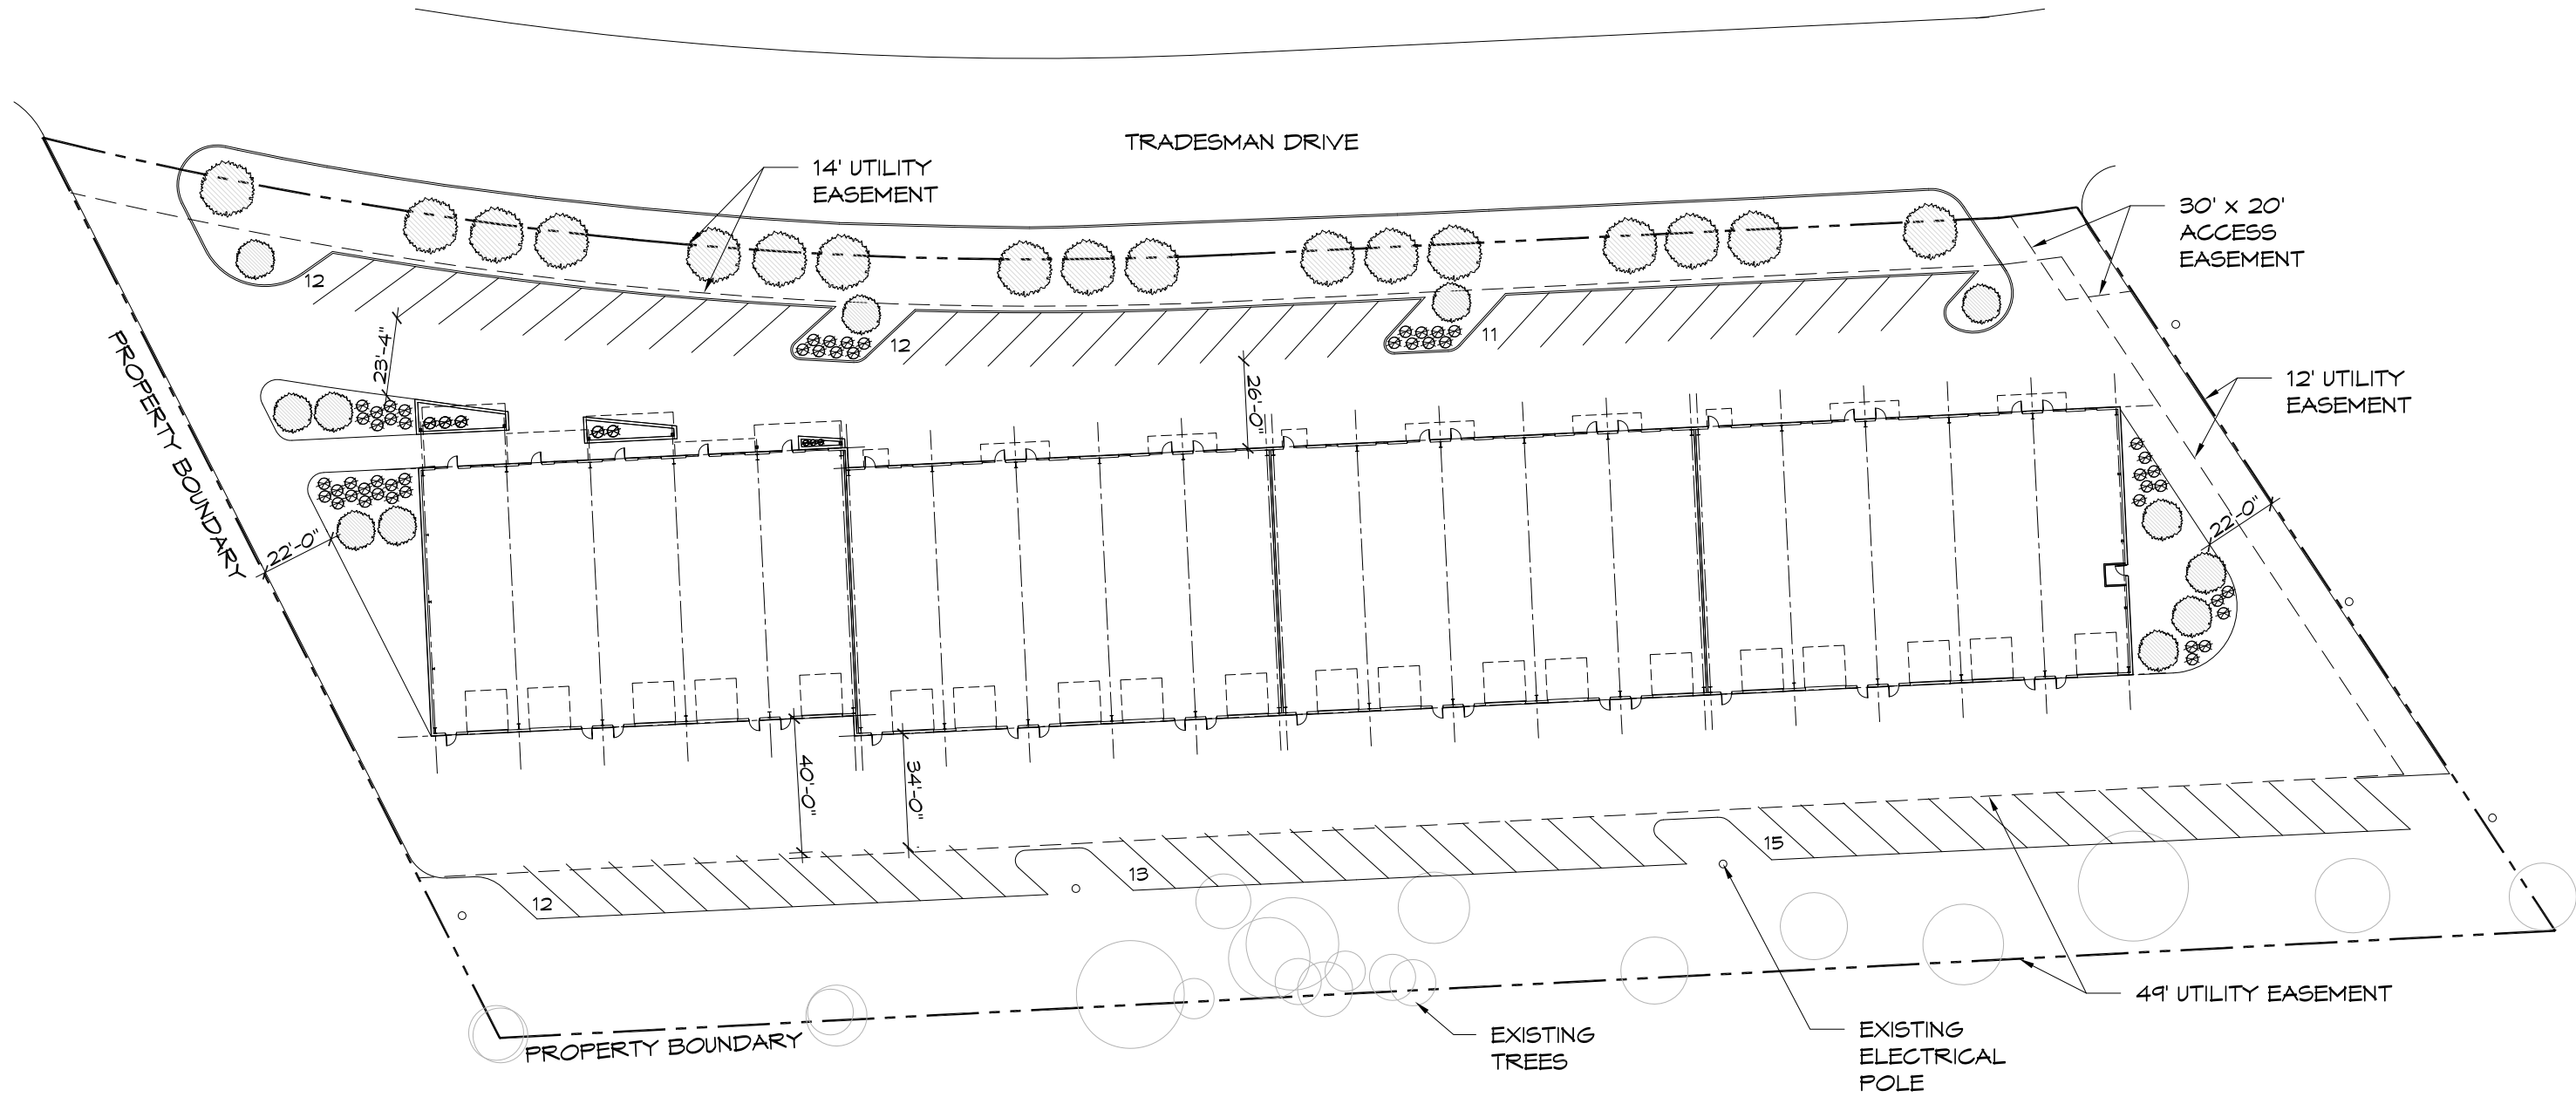 TRADESMAN DRIVE
14' UTILITY
EASEMENT
30' x 20'
ACCESS
EASEMENT
12
12
11
23'-4"
PROPERTY BOUNDARY
26'-0"
12' UTILITY
EASEMENT
22'-0"
22'-0"
40'-0"
34'-0"
12
13
15
49' UTILITY EASEMENT
PROPERTY BOUNDARY
EXISTING
TREES
EXISTING
ELECTRICAL
POLE